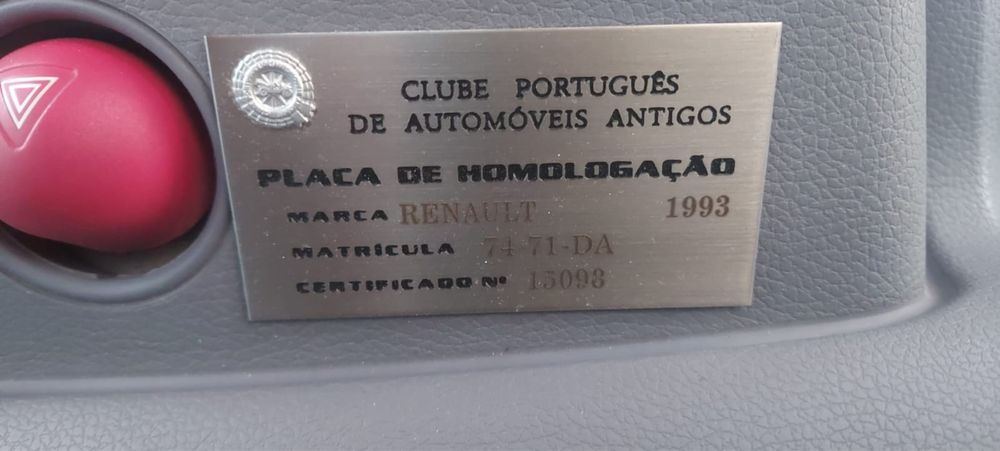 CLUBE PORTUGUÊS
DE AUTOMÓVEIS ANTIGOS
PLACA DE HOMOLOGAÇÃO
MARCA RENAULT 1993
MATRÍCULA 74-71-DA
CERTIFICADO Nº 15093